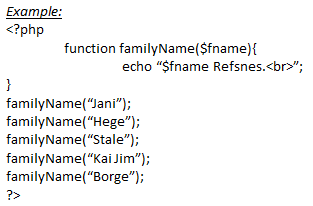 Example:
<?php
function familyName($fname){
echo “$fname Refsnes.<br>”;
}
familyName(“Jani”);
familyName(“Hege”);
familyName(“Stale”);
familyName(“Kai Jim”);
familyName(“Borge”);
?>